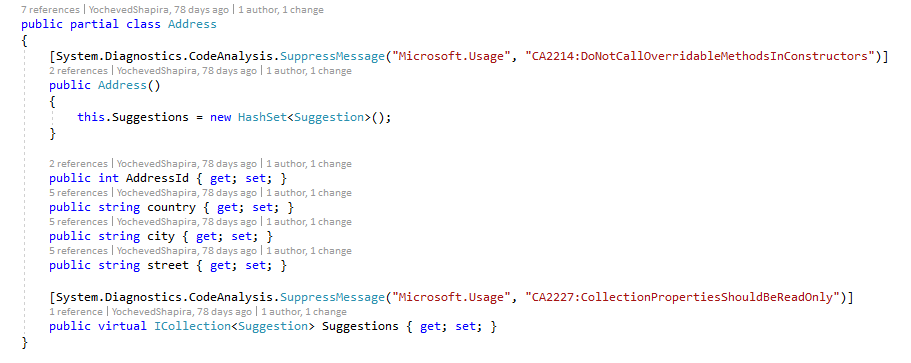 7 references | YochevedShapira, 78 days ago | 1 author, 1 change
public partial class Address
{
[System.Diagnostics.CodeAnalysis.SuppressMessage("Microsoft.Usage", "CA2214:DoNotCallOverridableMethodsInConstructors")]
2 references | YochevedShapira, 78 days ago | 1 author, 1 change
public Address()
{
this.Suggestions = new HashSet<Suggestion>();
}
2 references | YochevedShapira, 78 days ago | 1 author, 1 change
public int AddressId { get; set; }
5 references | YochevedShapira, 78 days ago | 1 author, 1 change
public string country { get; set; }
5 references | YochevedShapira, 78 days ago | 1 author, 1 change
public string city { get; set; }
5 references | YochevedShapira, 78 days ago | 1 author, 1 change
public string street { get; set; }
[System.Diagnostics.CodeAnalysis.SuppressMessage("Microsoft.Usage", "CA2227:CollectionPropertiesShouldBeReadOnly")]
1 reference | YochevedShapira, 78 days ago | 1 author, 1 change
public virtual ICollection<Suggestion> Suggestions { get; set; }
}